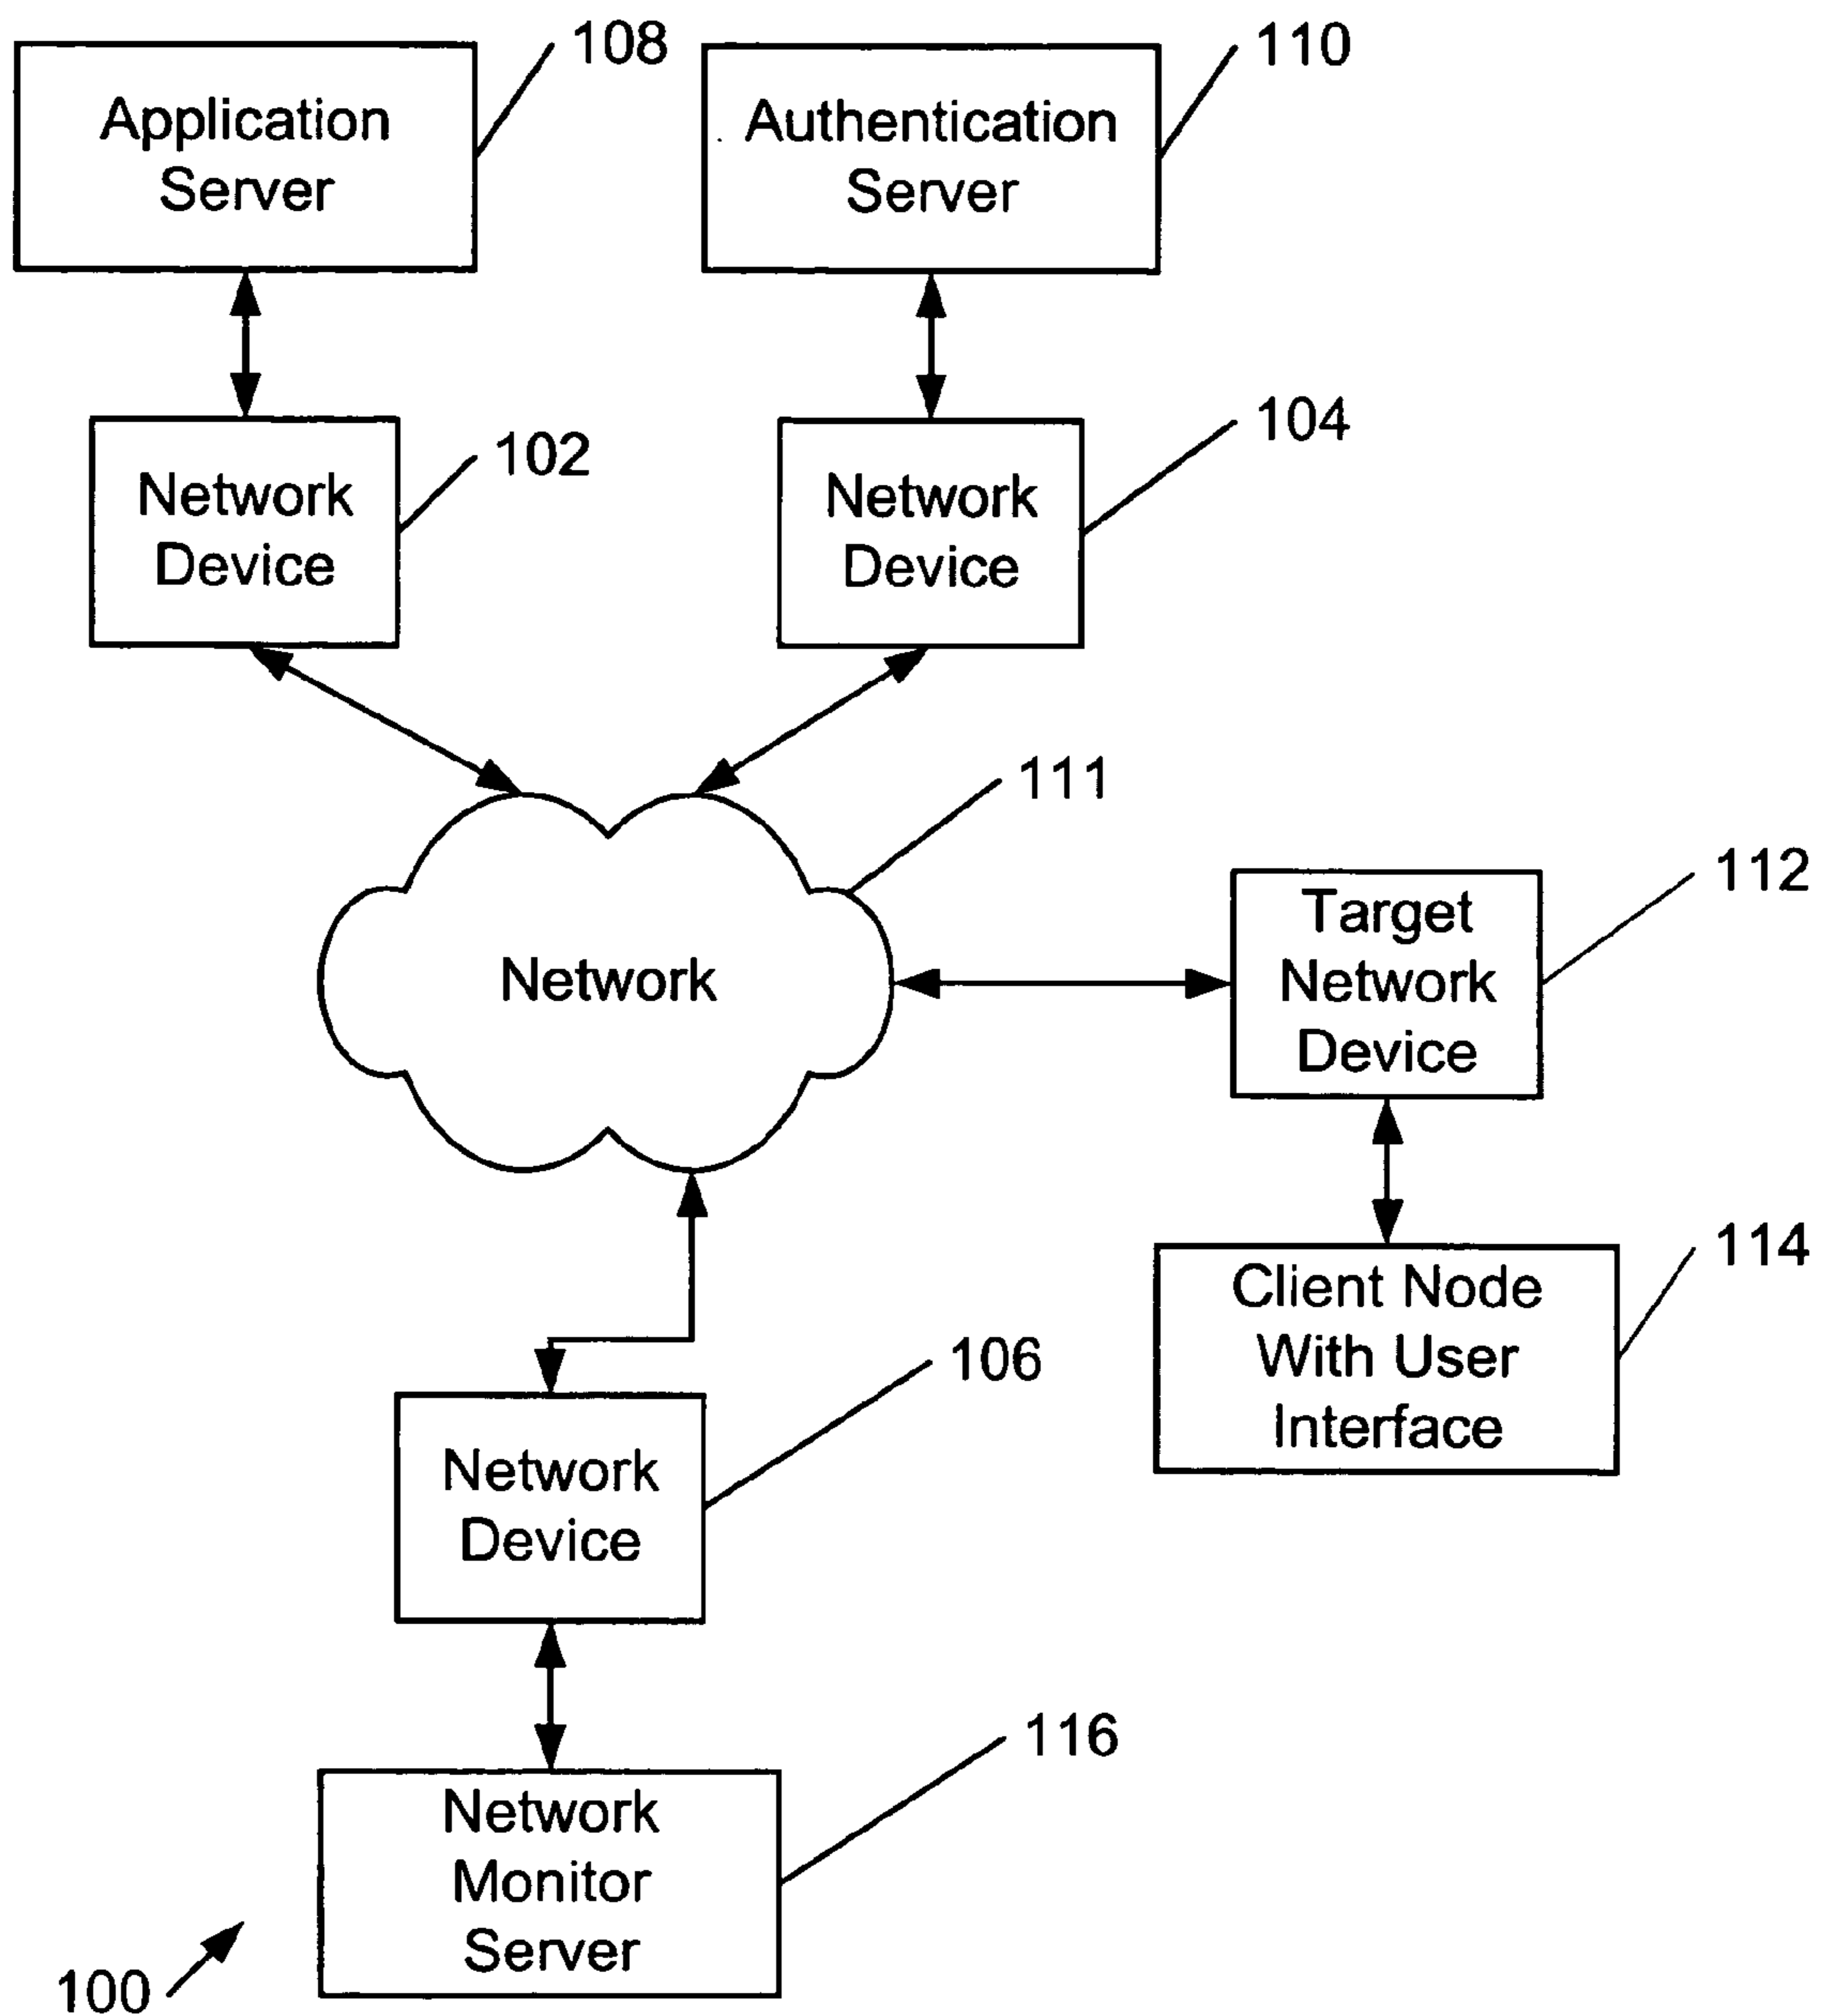 108
110
Application
Server
Authentication
Server
102
104
Network
Device
Network
Device
111
112
Target
Network
Device
Network
114
Client Node
With User
Interface
106
Network
Device
116
Network
Monitor
Server
100